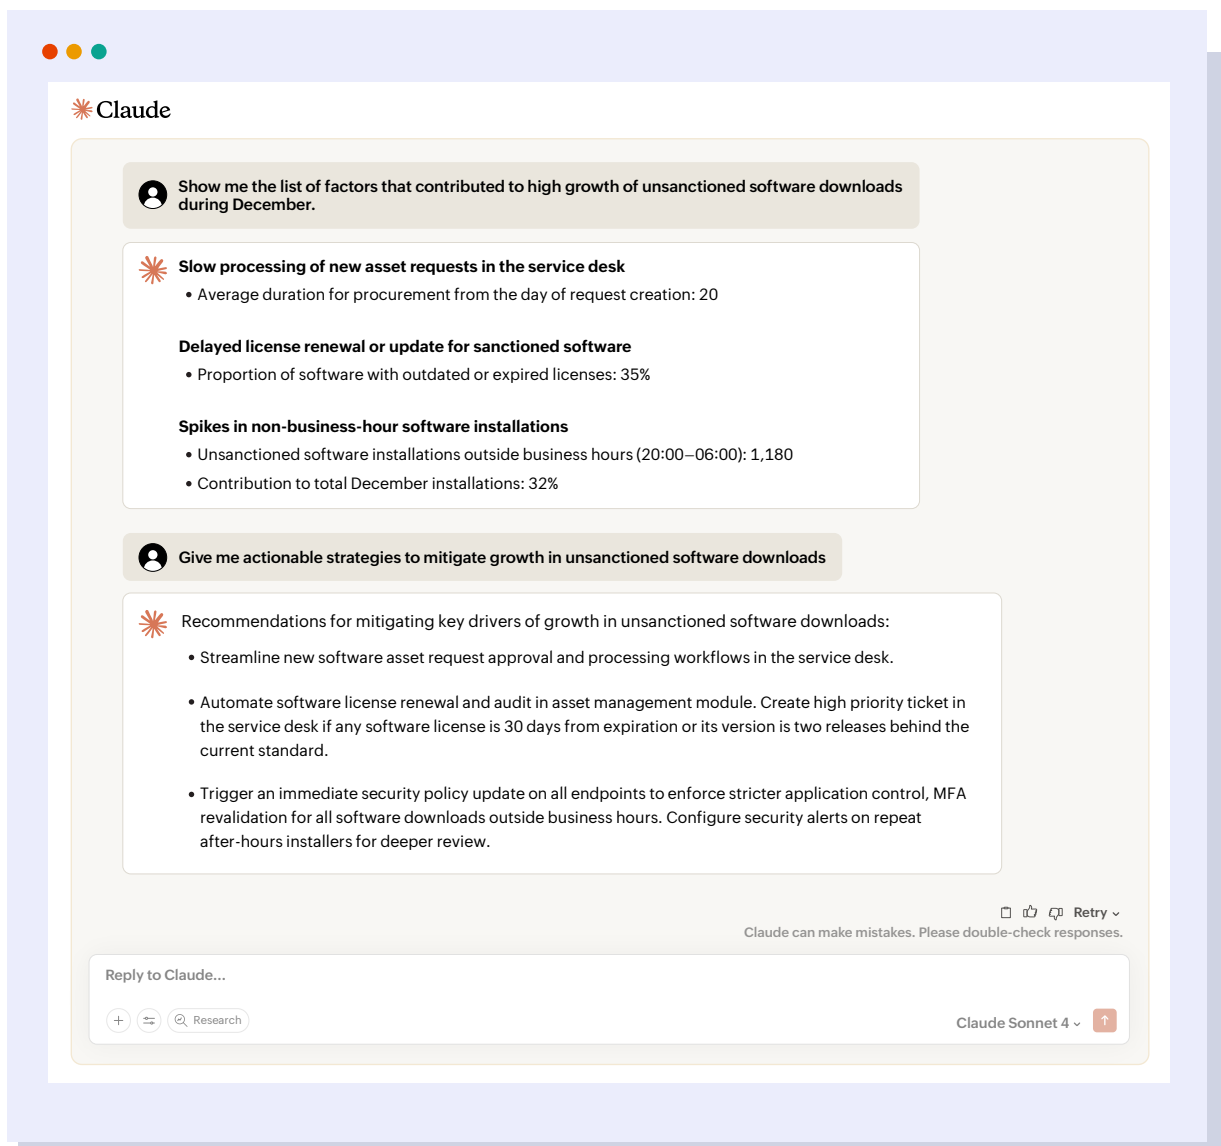 Claude
Show me the list of factors that contributed to high growth of unsanctioned software downloads
during December.
Slow processing of new asset requests in the service desk
• Average duration for procurement from the day of request creation: 20
Delayed license renewal or update for sanctioned software
• Proportion of software with outdated or expired licenses: 35%
Spikes in non-business-hour software installations
• Unsanctioned software installations outside business hours (20:00–06:00): 1,180
• Contribution to total December installations: 32%
Give me actionable strategies to mitigate growth in unsanctioned software downloads
Recommendations for mitigating key drivers of growth in unsanctioned software downloads:
• Streamline new software asset request approval and processing workflows in the service desk.
• Automate software license renewal and audit in asset management module. Create high priority ticket in
the service desk if any software license is 30 days from expiration or its version is two releases behind the
current standard.
• Trigger an immediate security policy update on all endpoints to enforce stricter application control, MFA
revalidation for all software downloads outside business hours. Configure security alerts on repeat
after-hours installers for deeper review.
Retry
Claude can make mistakes. Please double-check responses.
Reply to Claude...
Research
Claude Sonnet 4